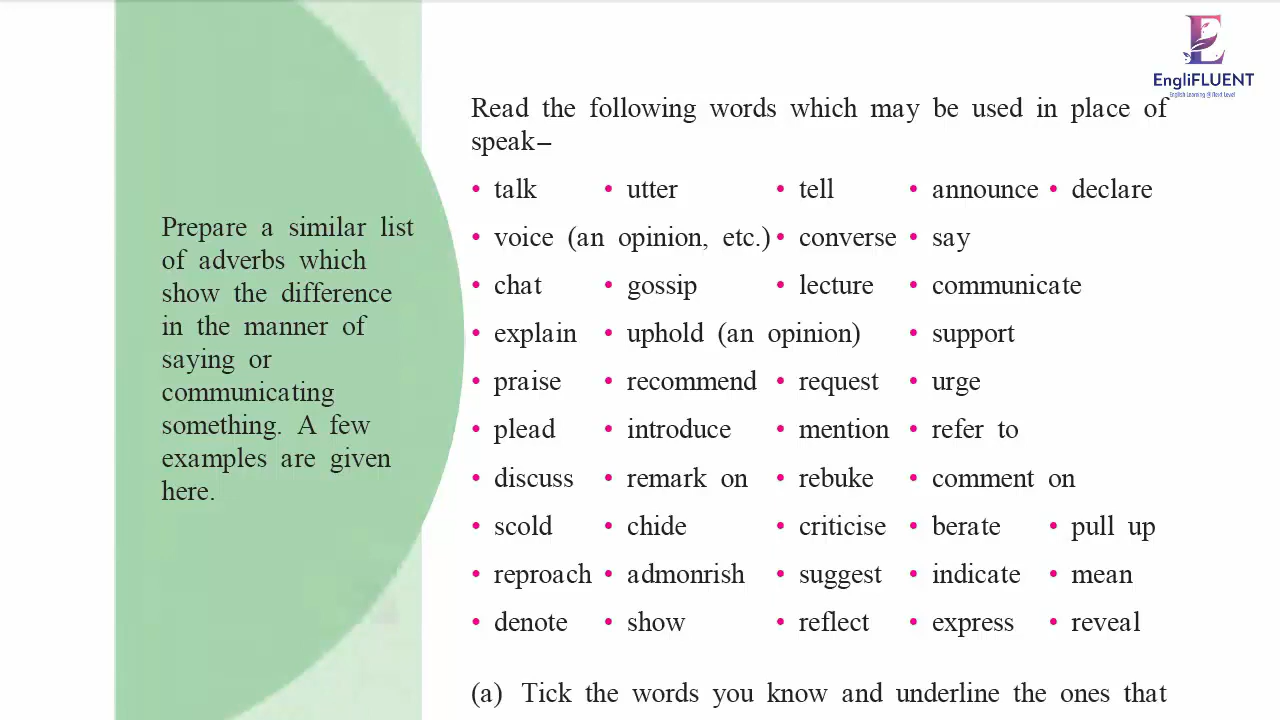 EngliFLUENT
English Learning @ Next Level
Prepare a similar list
of adverbs which
show the difference
in the manner of
saying or
communicating
something. A few
examples are given
here.
Read the following words which may be used in place of
speak–
• talk • utter • tell • announce • declare
• voice (an opinion, etc.) • converse • say
• chat • gossip • lecture • communicate
• explain • uphold (an opinion) • support
• praise • recommend • request • urge
• plead • introduce • mention • refer to
• discuss • remark on • rebuke • comment on
• scold • chide • criticise • berate • pull up
• reproach • admonrish • suggest • indicate • mean
• denote • show • reflect • express • reveal
(a) Tick the words you know and underline the ones that